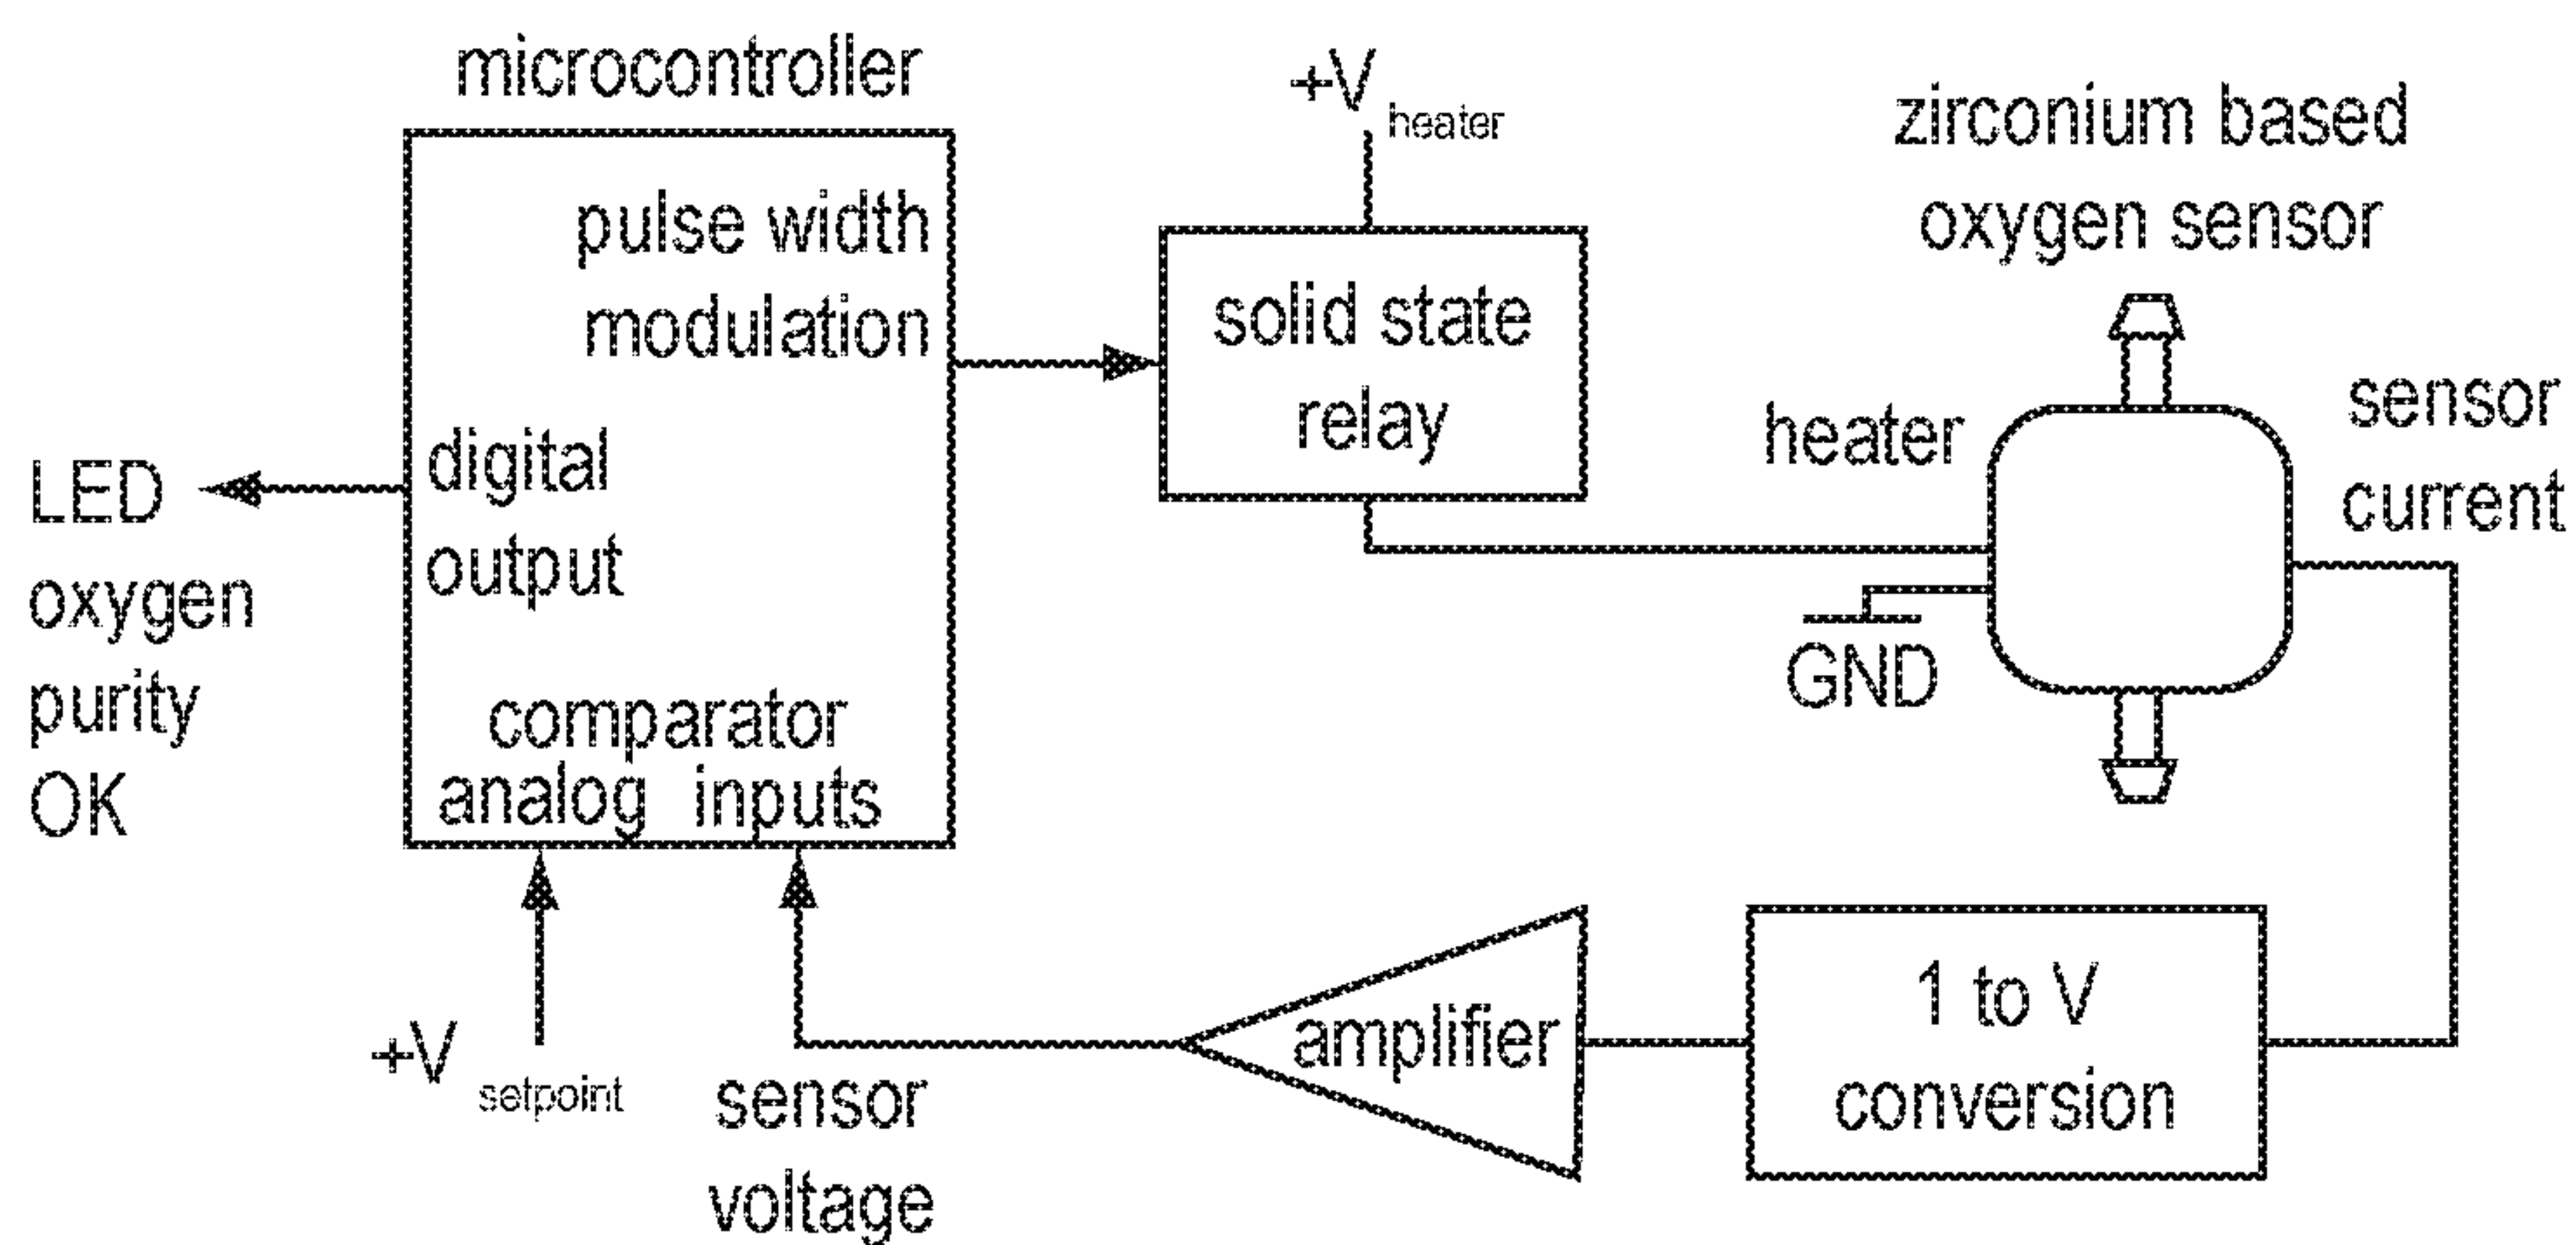 microcontroller
pulse width
modulation
digital
output
comparator
analog inputs
LED
oxygen
purity
OK
+V setpoint
sensor
voltage
+V heater
solid state
relay
zirconium based
oxygen sensor
heater
GND
sensor
current
amplifier
1 to V
conversion